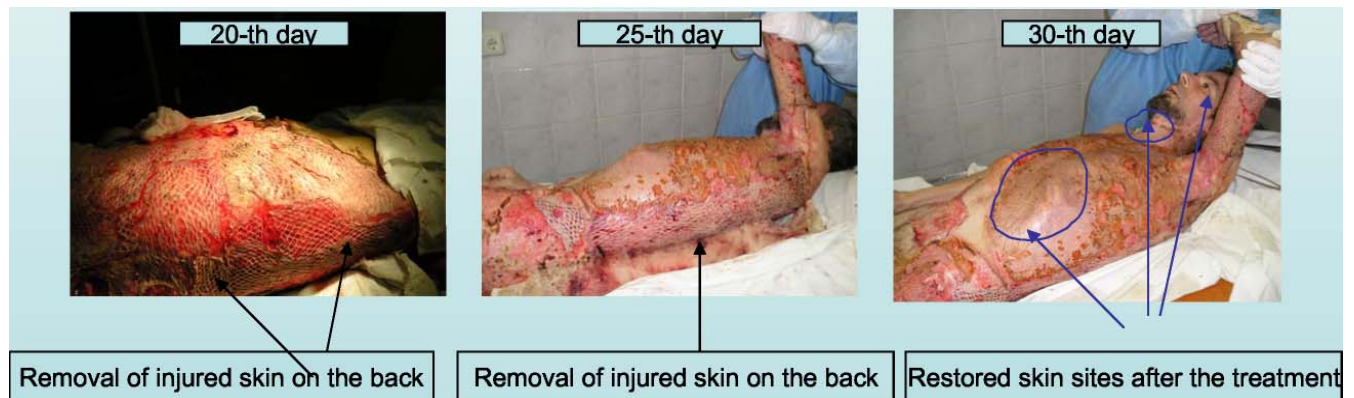 20-th day
25-th day
30-th day
Removal of injured skin on the back
Removal of injured skin on the back
Restored skin sites after the treatment